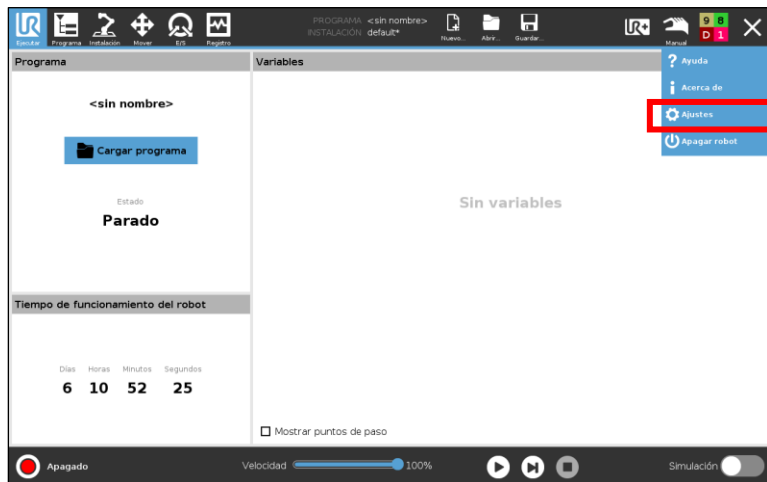 UR
Ejecutar
Programa
Instalación
Mover
E/S
Registro
PROGRAMA <sin nombre>
INSTALACIÓN default*
Nuevo...
Abrir...
Guardar...
UR+
Manual
9 8
D 1
Programa
Variables
? Ayuda
i Acerca de
Ajustes
Apagar robot
<sin nombre>
Cargar programa
Estado
Parado
Sin variables
Tiempo de funcionamiento del robot
Días Horas Minutos Segundos
6 10 52 25
Mostrar puntos de paso
Apagado
Velocidad 100%
Simulación